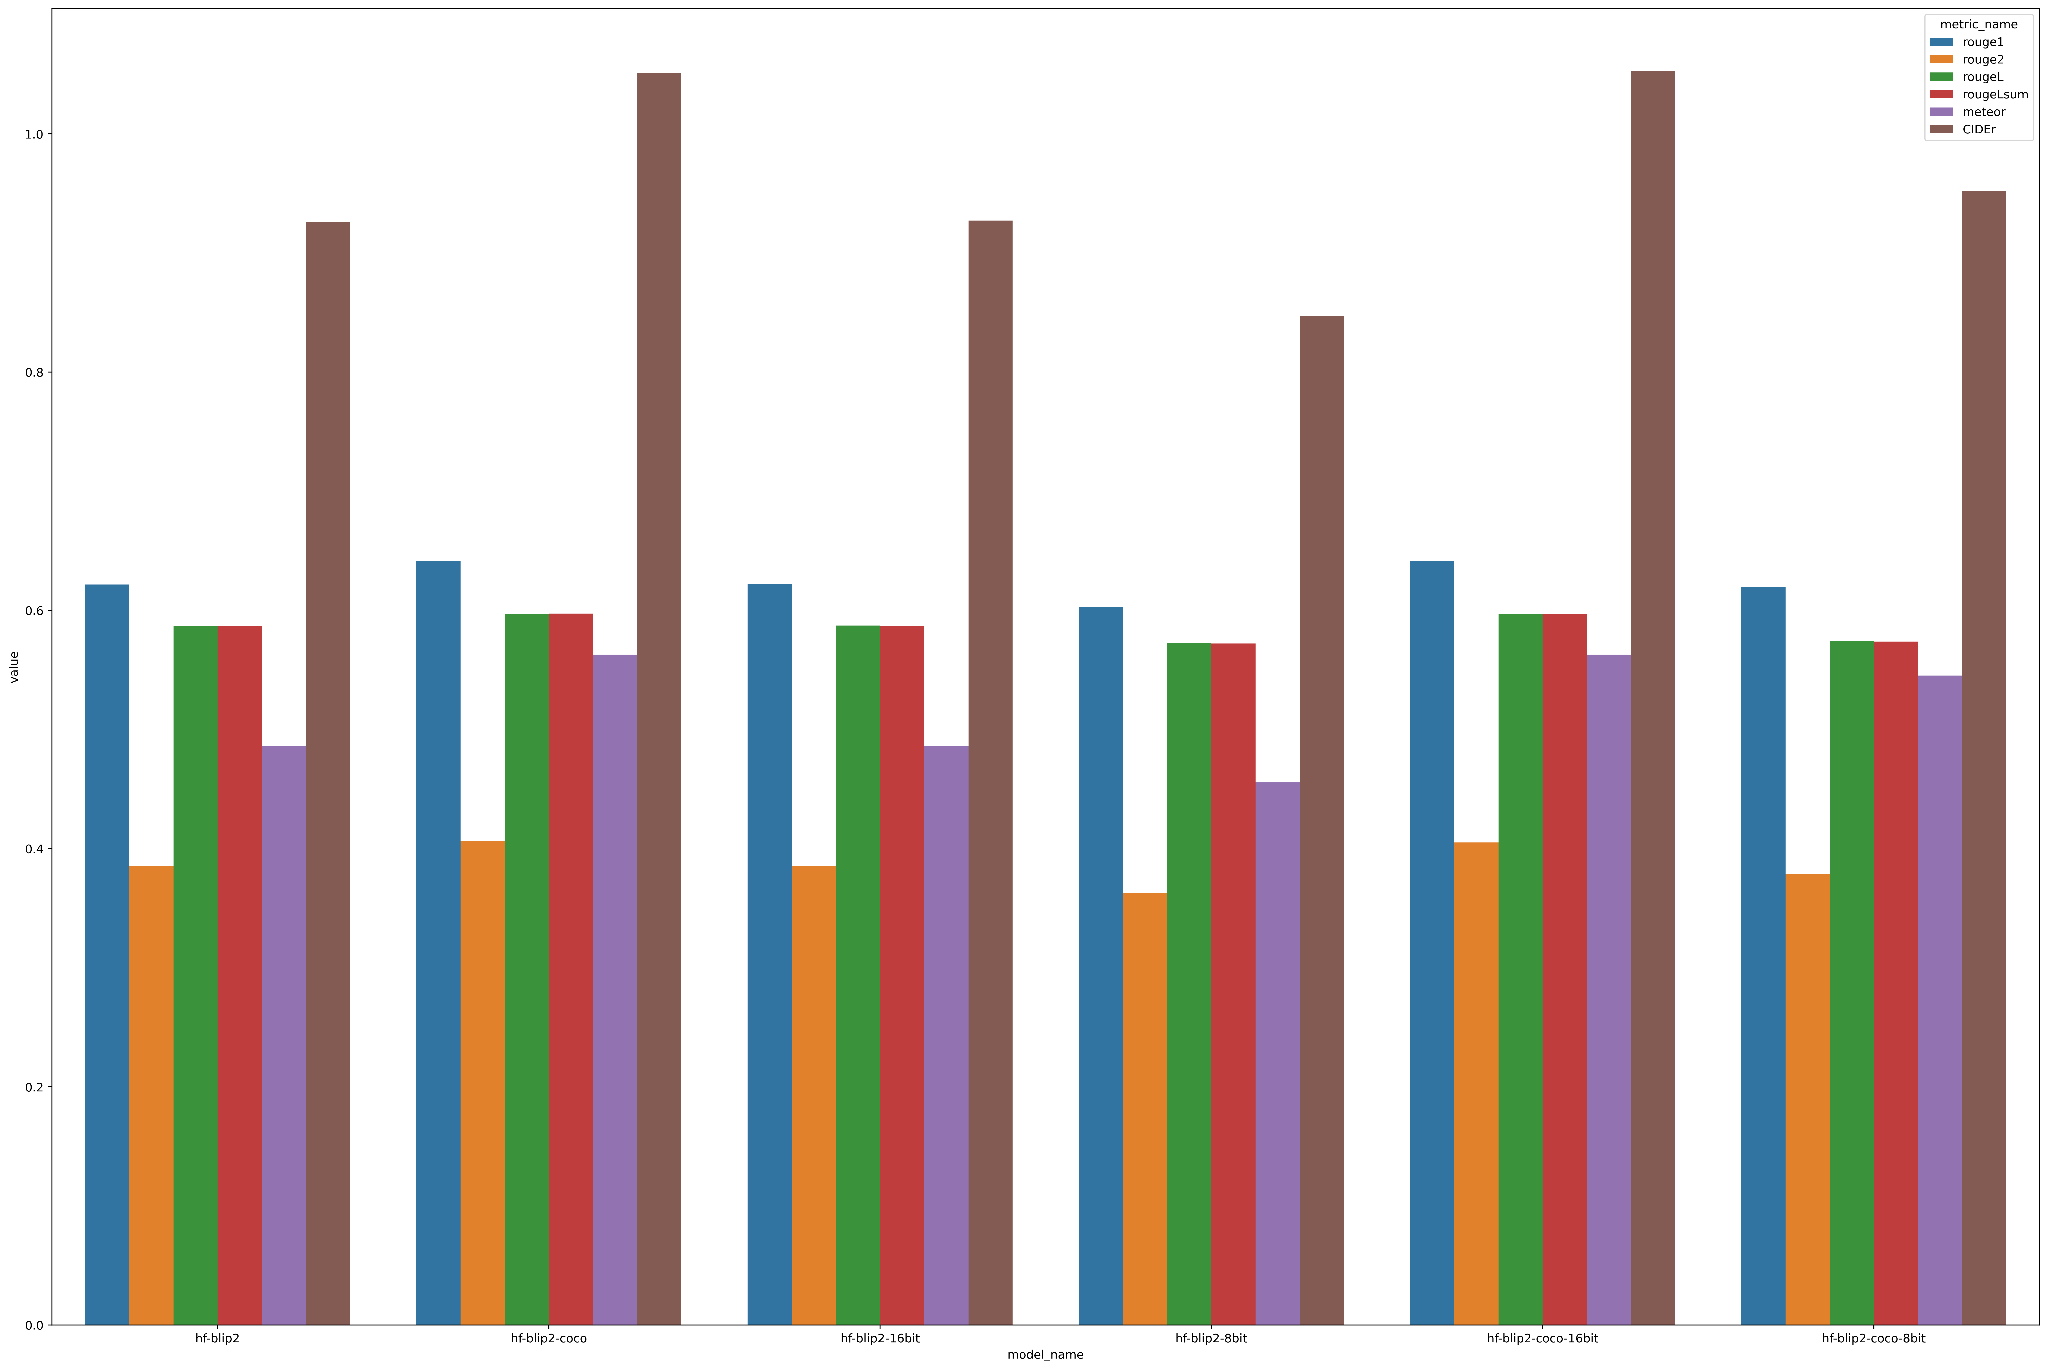 metric_name
rouge1
rouge2
rougeL
rougeLsum
meteor
CIDEr
value
1.0
0.8
0.6
0.4
0.2
0.0
hf-blip2 hf-blip2-coco hf-blip2-16bit hf-blip2-8bit hf-blip2-coco-16bit hf-blip2-coco-8bit
model_name